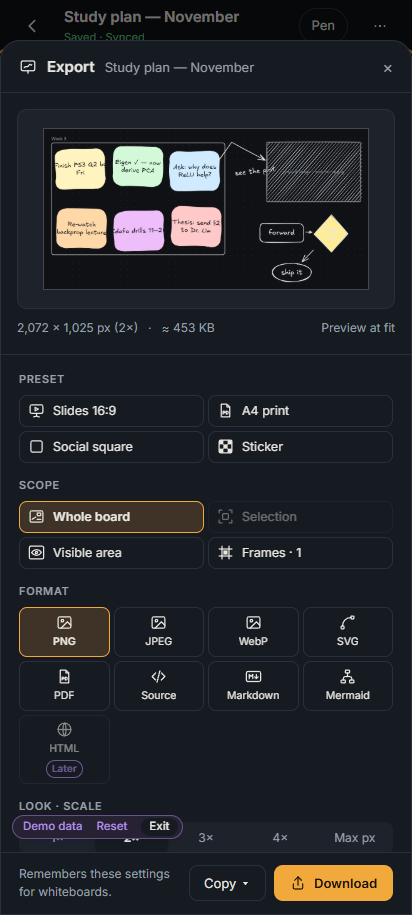 Study plan — November
Saved · Synced
Pen
Export Study plan — November
Week 3
Finish PS3 Q2 by
Fri
Eigen ✓ — now
derive PCA
Ask: why does
ReLU help?
see the plot
Re-watch
backprop lecture
drills 11–2
Thesis: send §2
to Dr. Lin
forward
ship it
2,072 × 1,025 px (2×) · ≈ 453 KB
Preview at fit
PRESET
Slides 16:9
A4 print
Social square
Sticker
SCOPE
Whole board
Selection
Visible area
Frames · 1
FORMAT
PNG
JPEG
WebP
SVG
PDF
Source
Markdown
Mermaid
HTML
Later
LOOK · SCALE
Demo data Reset Exit
3×
4×
Max px
Remembers these settings
for whiteboards.
Copy
Download